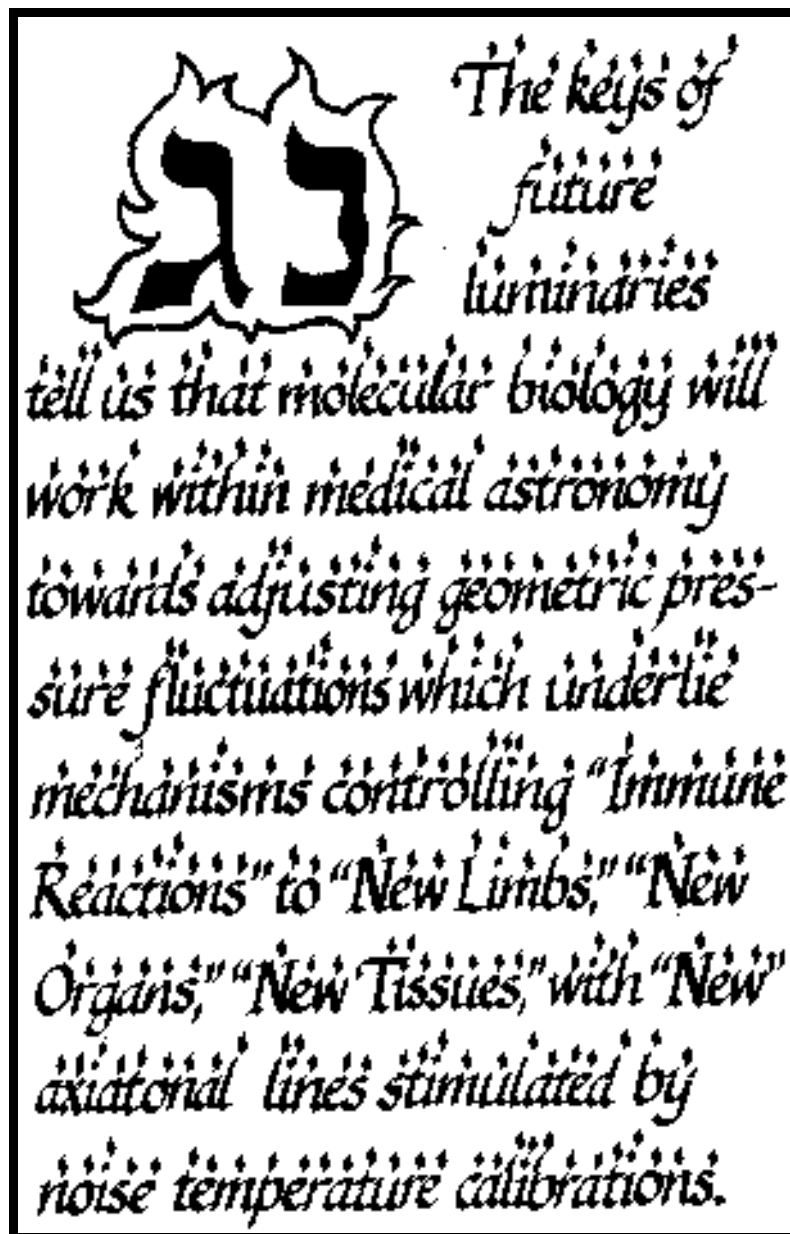 נג
The keys of
future
luminaries
tell us that molecular biology will
work within medical astronomy
towards adjusting geometric pres-
sure fluctuations which underlie
mechanisms controlling “Immune
Reactions” to “New Limbs,” “New
Organs,” “New Tissues,” with “New”
axiatonal lines stimulated by
noise temperature calibrations.